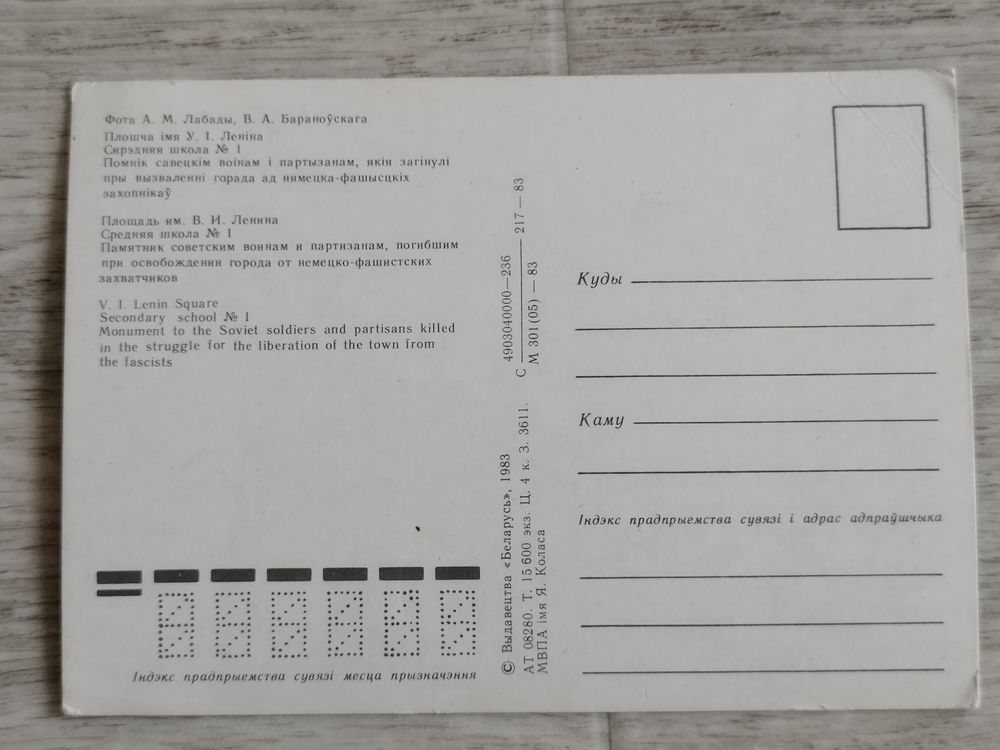 Фота А. М. Лабады, В. А. Бараноўскага
Плошча імя У. І. Леніна
Сярэдняя школа № 1
Помнік савецкім воінам і партызанам, якія загінулі
пры вызваленні горада ад нямецка-фашысцкіх
захопнікаў
Площадь им. В. И. Ленина
Средняя школа № 1
Памятник советским воинам и партизанам, погибшим
при освобождении города от немецко-фашистских
захватчиков
V. I. Lenin Square
Secondary school № 1
Monument to the Soviet soldiers and partisans killed
in the struggle for the liberation of the town from
the fascists
Індэкс прадпрыемства сувязі месца прызначэння
© Выдавецтва «Беларусь», 1983
АТ 08280. Т. 15 600 экз. Ц. 4 к. З. 3611.
МВПА імя Я. Коласа
С 4903040000—236 217 — 83
М 301(05) — 83
Куды
Каму
Індэкс прадпрыемства сувязі і адрас адпраўшчыка